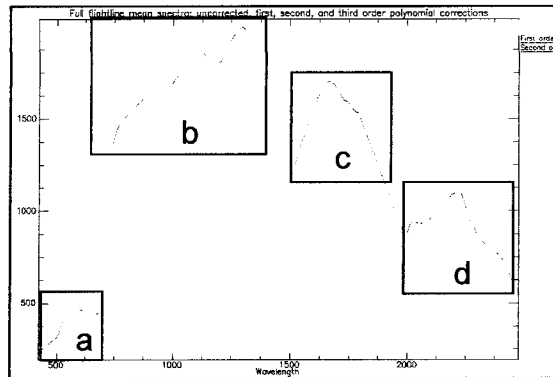 Full flightline mean spectra: uncorrected, first, second, and third order polynomial corrections
First orde
Second o
b
1500
c
1000
d
500
a
500
1000
1500
2000
Wavelength